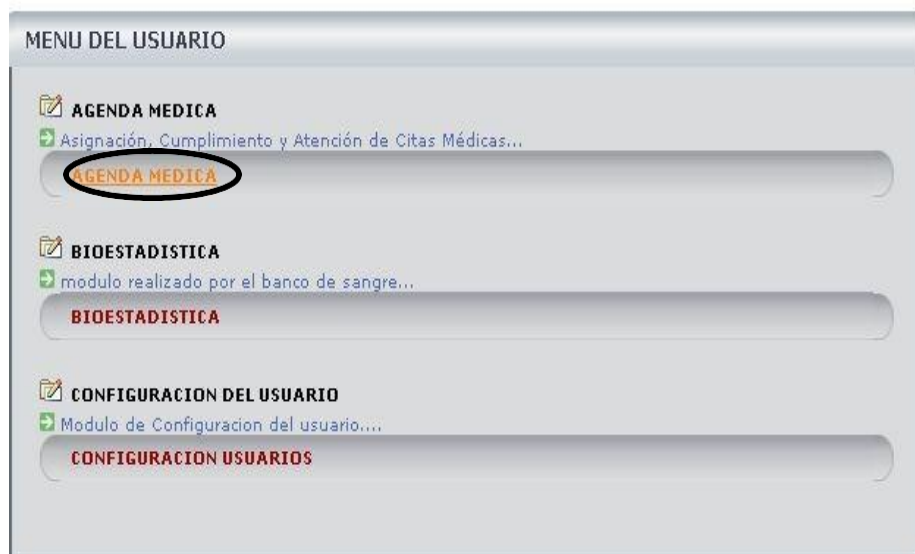 MENU DEL USUARIO
AGENDA MEDICA
Asignación, Cumplimiento y Atención de Citas Médicas...
AGENDA MEDICA
BIOESTADISTICA
modulo realizado por el banco de sangre...
BIOESTADISTICA
CONFIGURACION DEL USUARIO
Modulo de Configuracion del usuario....
CONFIGURACION USUARIOS